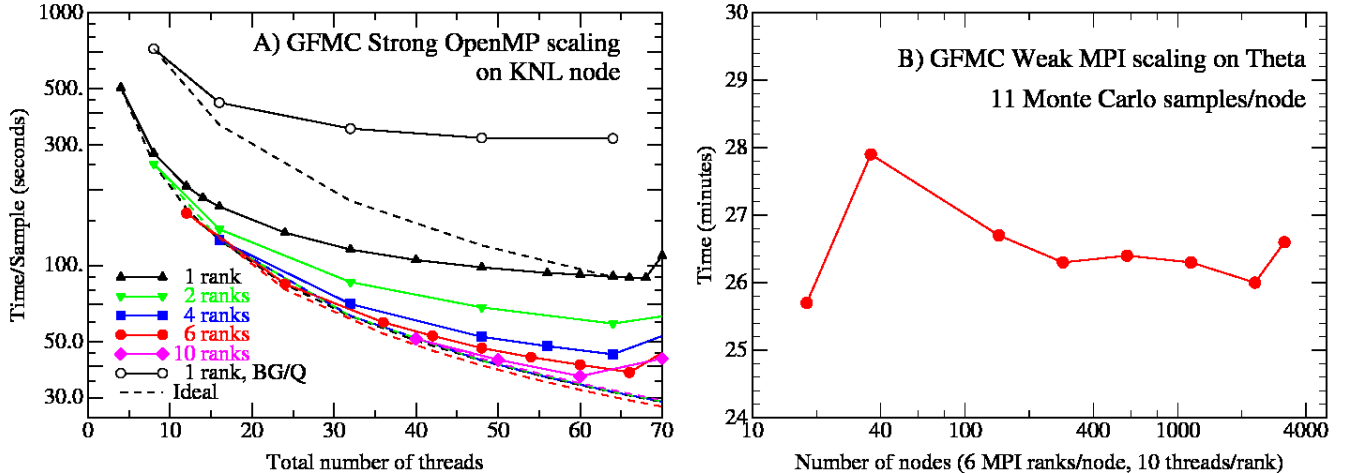 A) GFMC Strong OpenMP scaling
on KNL node
Time/Sample (seconds)
1000
500.
300.
100.
50.0
30.0
1 rank
2 ranks
4 ranks
6 ranks
10 ranks
1 rank, BG/Q
Ideal
0 10 20 30 40 50 60 70
Total number of threads
B) GFMC Weak MPI scaling on Theta
11 Monte Carlo samples/node
Time (minutes)
30
29
28
27
26
25
24
10 40 100 400 1000 4000
Number of nodes (6 MPI ranks/node, 10 threads/rank)